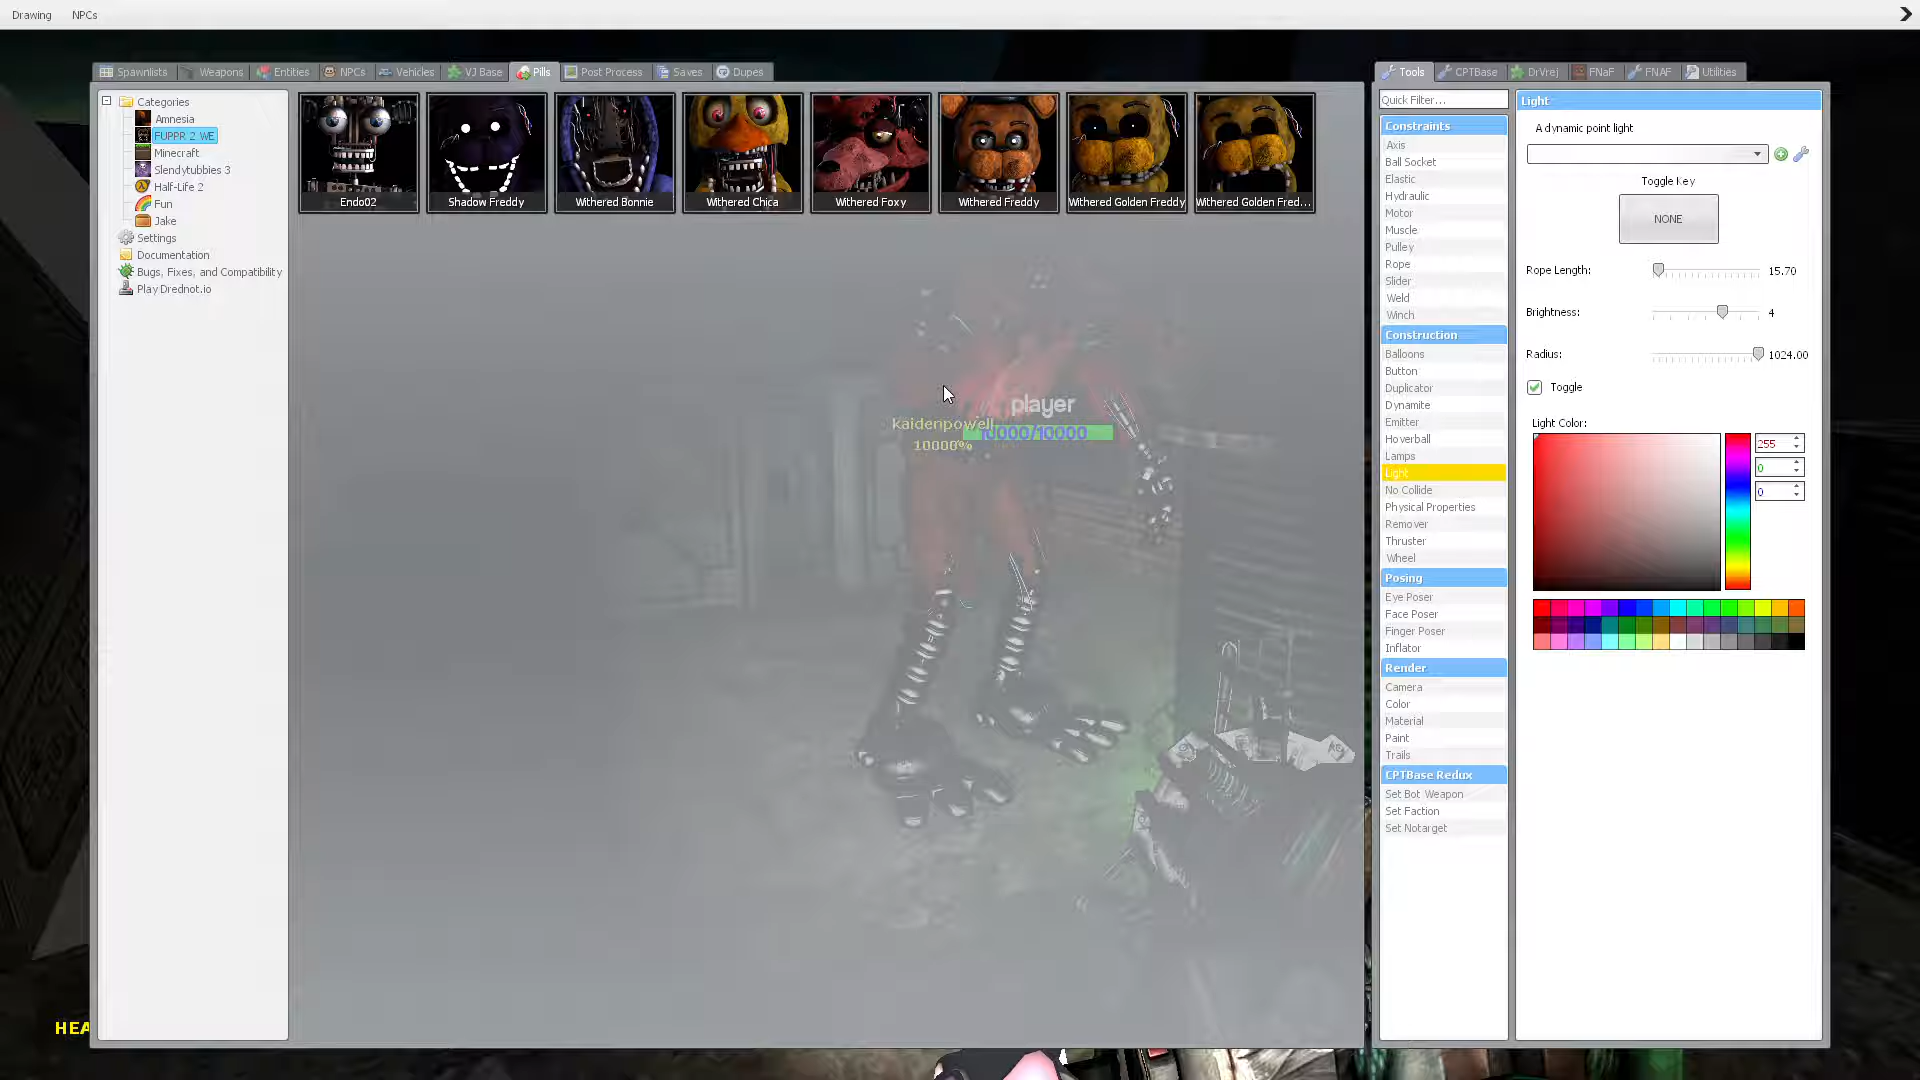 Drawing NPCs
Spawnlists Weapons Entities NPCs Vehicles VJ Base Pills Post Process Saves Dupes
Categories
Amnesia
FUPPR 2 WE
Minecraft
Slendytubbies 3
Half-Life 2
Fun
Jake
Settings
Documentation
Bugs, Fixes, and Compatibility
Play Drednot.io
Endo02
Shadow Freddy
Withered Bonnie
Withered Chica
Withered Foxy
Withered Freddy
Withered Golden Freddy
Withered Golden Fred...
player
kaidenpowell
10000/10000
10000%
HEA
Tools CPTBase DrVrej FNaF FNAF Utilities
Quick Filter...
Constraints
Axis
Ball Socket
Elastic
Hydraulic
Motor
Muscle
Pulley
Rope
Slider
Weld
Winch
Construction
Balloons
Button
Duplicator
Dynamite
Emitter
Hoverball
Lamps
Light
No Collide
Physical Properties
Remover
Thruster
Wheel
Posing
Eye Poser
Face Poser
Finger Poser
Inflator
Render
Camera
Color
Material
Paint
Trails
CPTBase Redux
Set Bot Weapon
Set Faction
Set Notarget
Light
A dynamic point light
Toggle Key
NONE
Rope Length: 15.70
Brightness: 4
Radius: 1024.00
Toggle
Light Color:
255
0
0